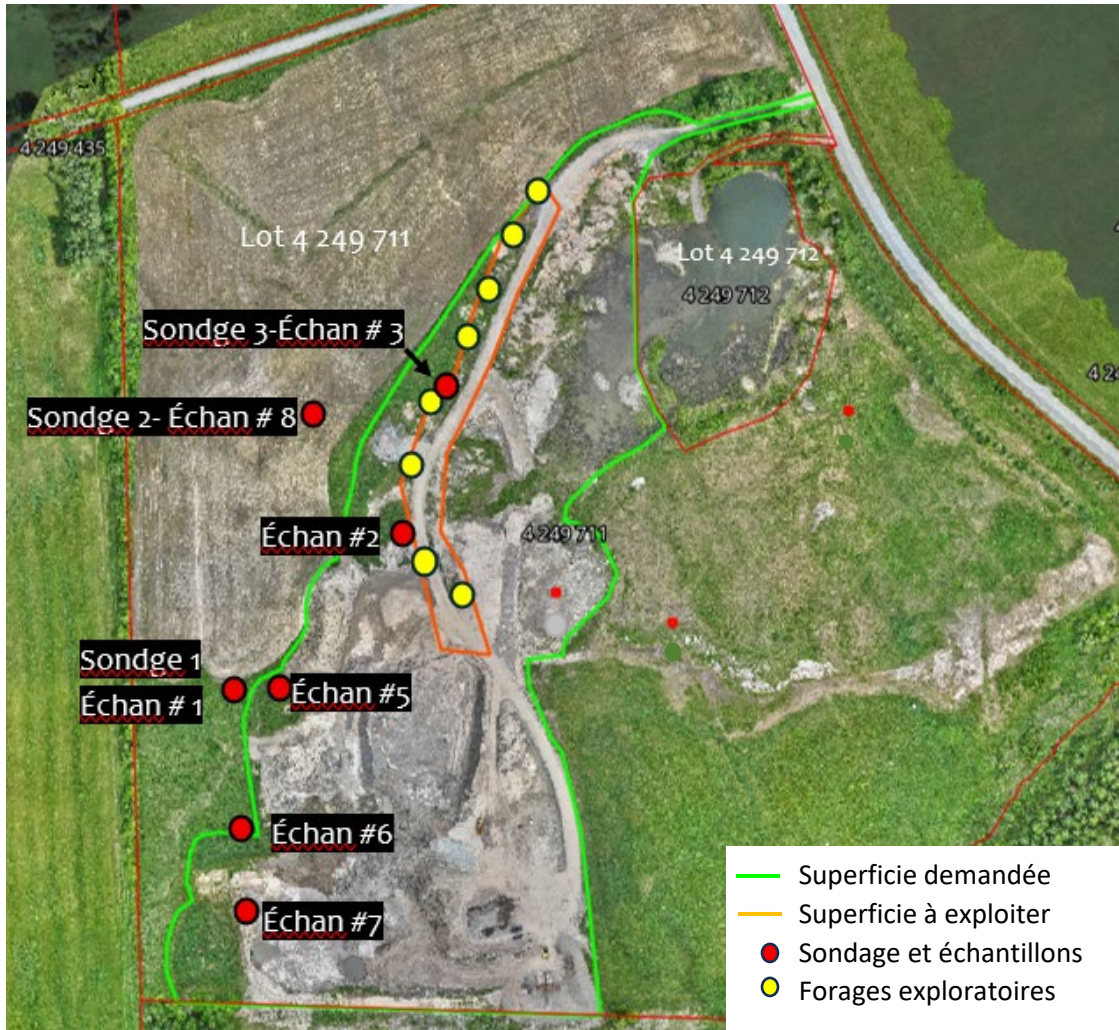 4 249 435
Lot 4 249 711
Lot 4 249 712
4 249 712
Sondge 3-Échan # 3
Sondge 2- Échan # 8
Échan #2
4 249 711
Sondge 1
Échan # 1
Échan #5
Échan #6
Échan #7
Superficie demandée
Superficie à exploiter
Sondage et échantillons
Forages exploratoires